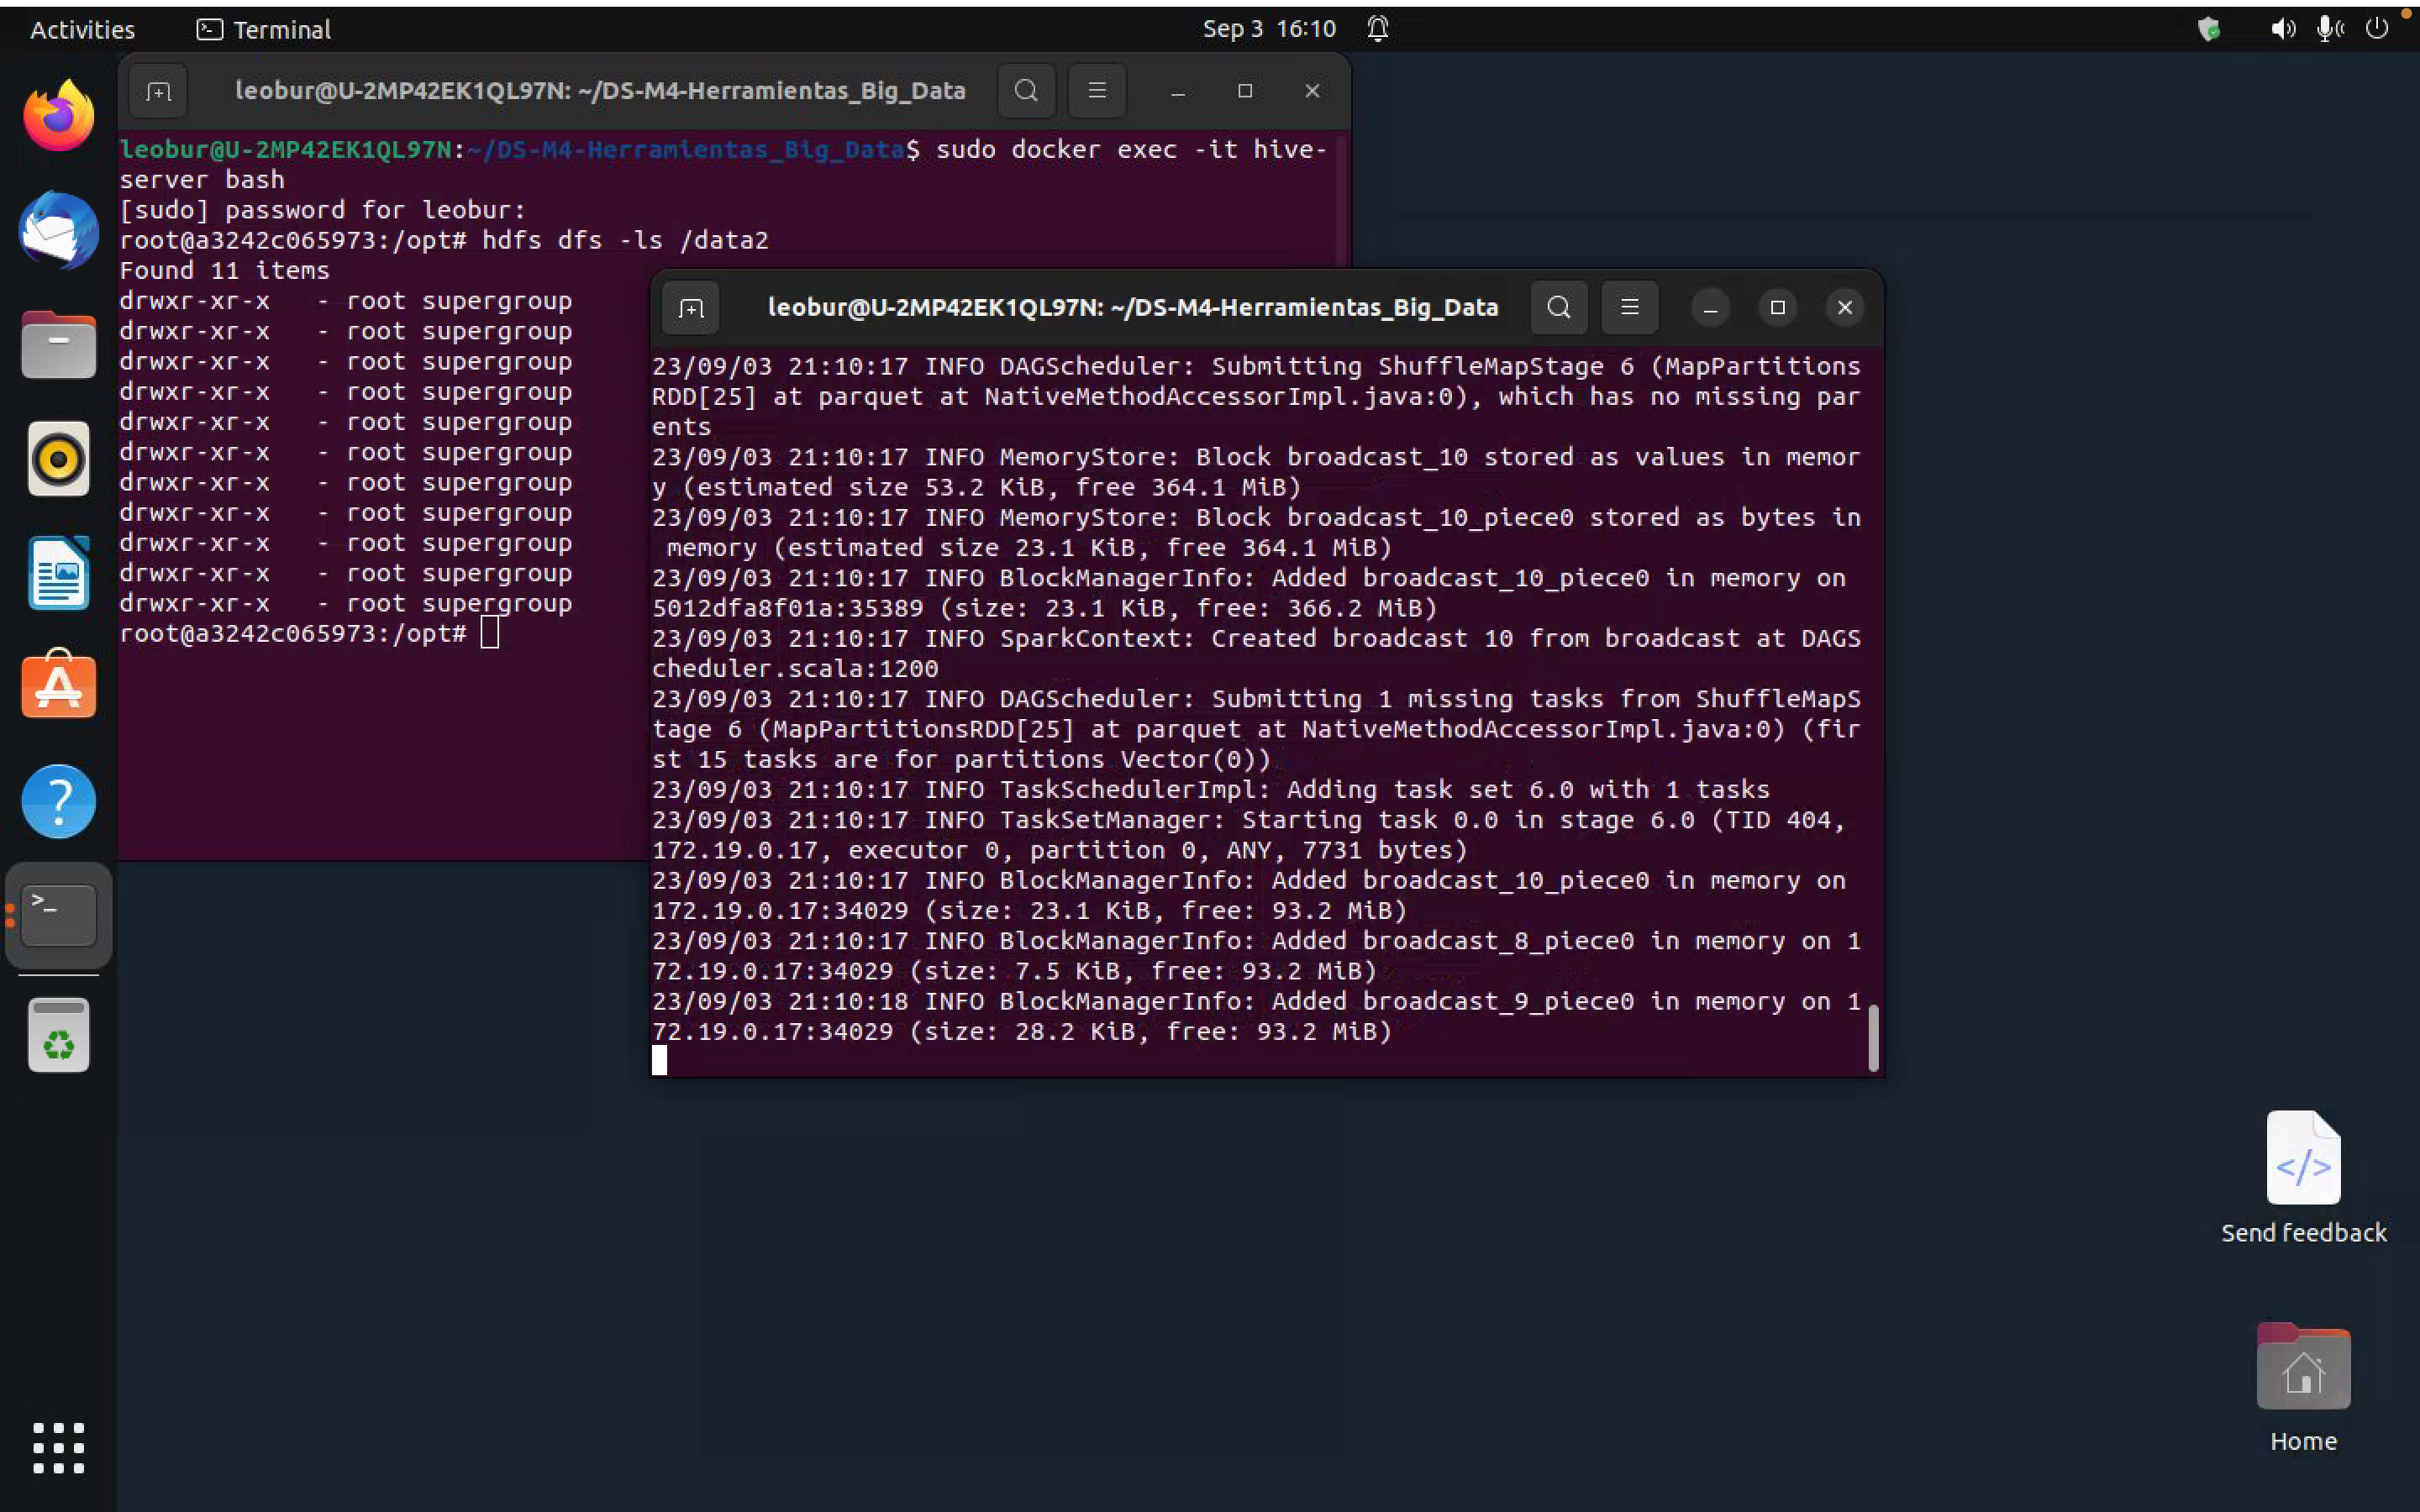 Activities
Terminal
Sep 3 16:10
leobur@U-2MP42EK1QL97N: ~/DS-M4-Herramientas_Big_Data
leobur@U-2MP42EK1QL97N:~/DS-M4-Herramientas_Big_Data$ sudo docker exec -it hive-
server bash
[sudo] password for leobur:
root@a3242c065973:/opt# hdfs dfs -ls /data2
Found 11 items
drwxr-xr-x   - root supergroup
drwxr-xr-x   - root supergroup
drwxr-xr-x   - root supergroup
drwxr-xr-x   - root supergroup
drwxr-xr-x   - root supergroup
drwxr-xr-x   - root supergroup
drwxr-xr-x   - root supergroup
drwxr-xr-x   - root supergroup
drwxr-xr-x   - root supergroup
drwxr-xr-x   - root supergroup
drwxr-xr-x   - root supergroup
root@a3242c065973:/opt#
leobur@U-2MP42EK1QL97N: ~/DS-M4-Herramientas_Big_Data
23/09/03 21:10:17 INFO DAGScheduler: Submitting ShuffleMapStage 6 (MapPartitions
RDD[25] at parquet at NativeMethodAccessorImpl.java:0), which has no missing par
ents
23/09/03 21:10:17 INFO MemoryStore: Block broadcast_10 stored as values in memor
y (estimated size 53.2 KiB, free 364.1 MiB)
23/09/03 21:10:17 INFO MemoryStore: Block broadcast_10_piece0 stored as bytes in
 memory (estimated size 23.1 KiB, free 364.1 MiB)
23/09/03 21:10:17 INFO BlockManagerInfo: Added broadcast_10_piece0 in memory on
5012dfa8f01a:35389 (size: 23.1 KiB, free: 366.2 MiB)
23/09/03 21:10:17 INFO SparkContext: Created broadcast 10 from broadcast at DAGS
cheduler.scala:1200
23/09/03 21:10:17 INFO DAGScheduler: Submitting 1 missing tasks from ShuffleMapS
tage 6 (MapPartitionsRDD[25] at parquet at NativeMethodAccessorImpl.java:0) (fir
st 15 tasks are for partitions Vector(0))
23/09/03 21:10:17 INFO TaskSchedulerImpl: Adding task set 6.0 with 1 tasks
23/09/03 21:10:17 INFO TaskSetManager: Starting task 0.0 in stage 6.0 (TID 404,
172.19.0.17, executor 0, partition 0, ANY, 7731 bytes)
23/09/03 21:10:17 INFO BlockManagerInfo: Added broadcast_10_piece0 in memory on
172.19.0.17:34029 (size: 23.1 KiB, free: 93.2 MiB)
23/09/03 21:10:17 INFO BlockManagerInfo: Added broadcast_8_piece0 in memory on 1
72.19.0.17:34029 (size: 7.5 KiB, free: 93.2 MiB)
23/09/03 21:10:18 INFO BlockManagerInfo: Added broadcast_9_piece0 in memory on 1
72.19.0.17:34029 (size: 28.2 KiB, free: 93.2 MiB)
Send feedback
Home